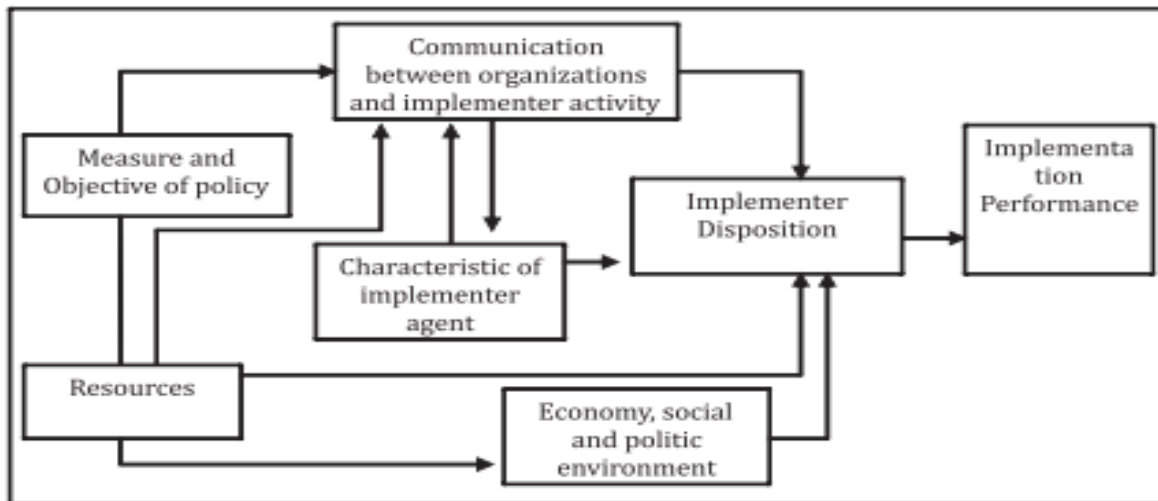 Communication
between organizations
and implementer activity
Measure and
Objective of policy
Implementa
tion
Performance
Implementer
Disposition
Characteristic of
implementer
agent
Resources
Economy, social
and politic
environment